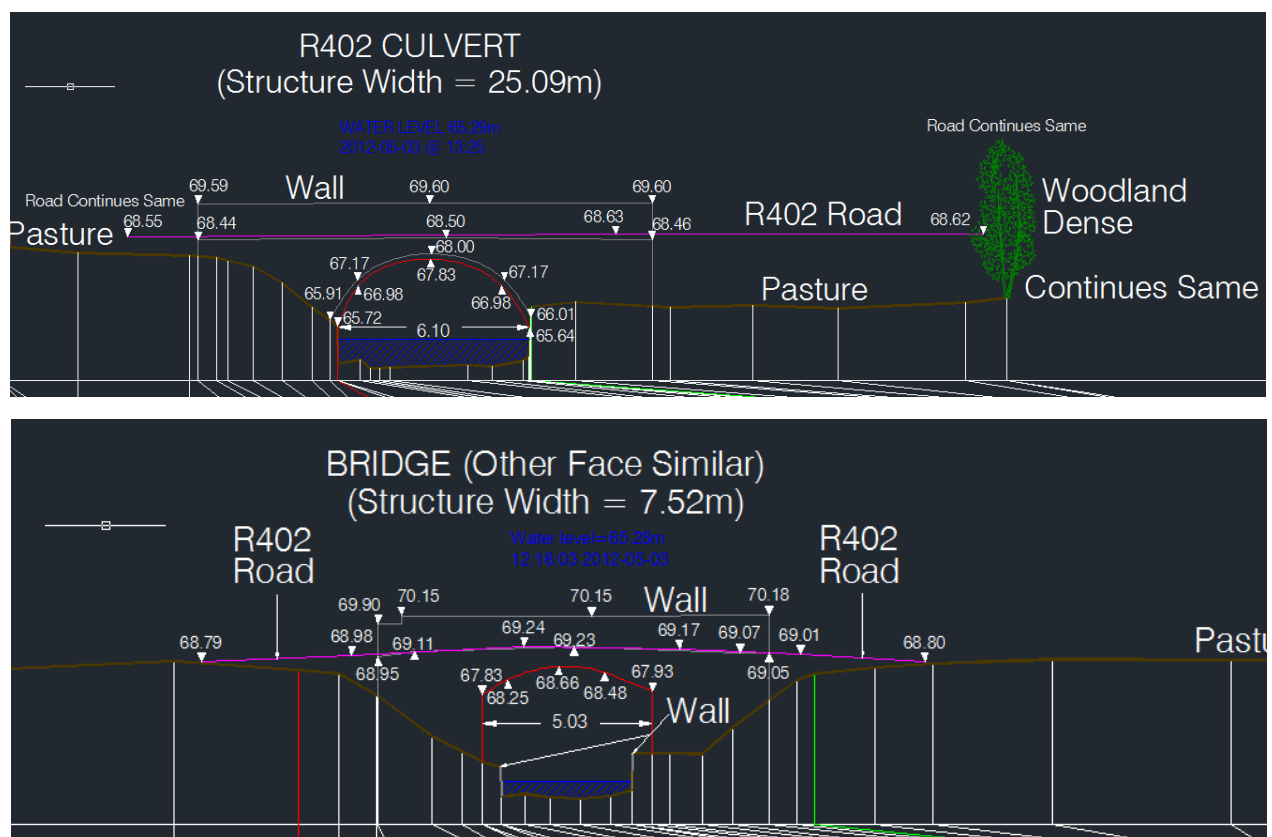 R402 CULVERT
(Structure Width = 25.09m)
WATER LEVEL 65.29m
2012-05-03 @ 13:25
Road Continues Same
69.59
Wall
69.60
69.60
Woodland
Road Continues Same
68.55
68.44
68.50
68.63
68.46
R402 Road
68.62
Dense
Pasture
68.00
67.17
67.83
67.17
65.91
66.98
66.98
Pasture
Continues Same
65.72
6.10
66.01
65.64
BRIDGE (Other Face Similar)
(Structure Width = 7.52m)
Water level=65.28m
12:16:03 2012-05-03
R402
Road
R402
Road
69.90
70.15
70.15
Wall
70.18
68.79
68.98
69.11
69.24
69.23
69.17
69.07
69.01
68.80
Pastu
68.95
67.83
68.25
68.66
68.48
67.93
69.05
5.03
Wall